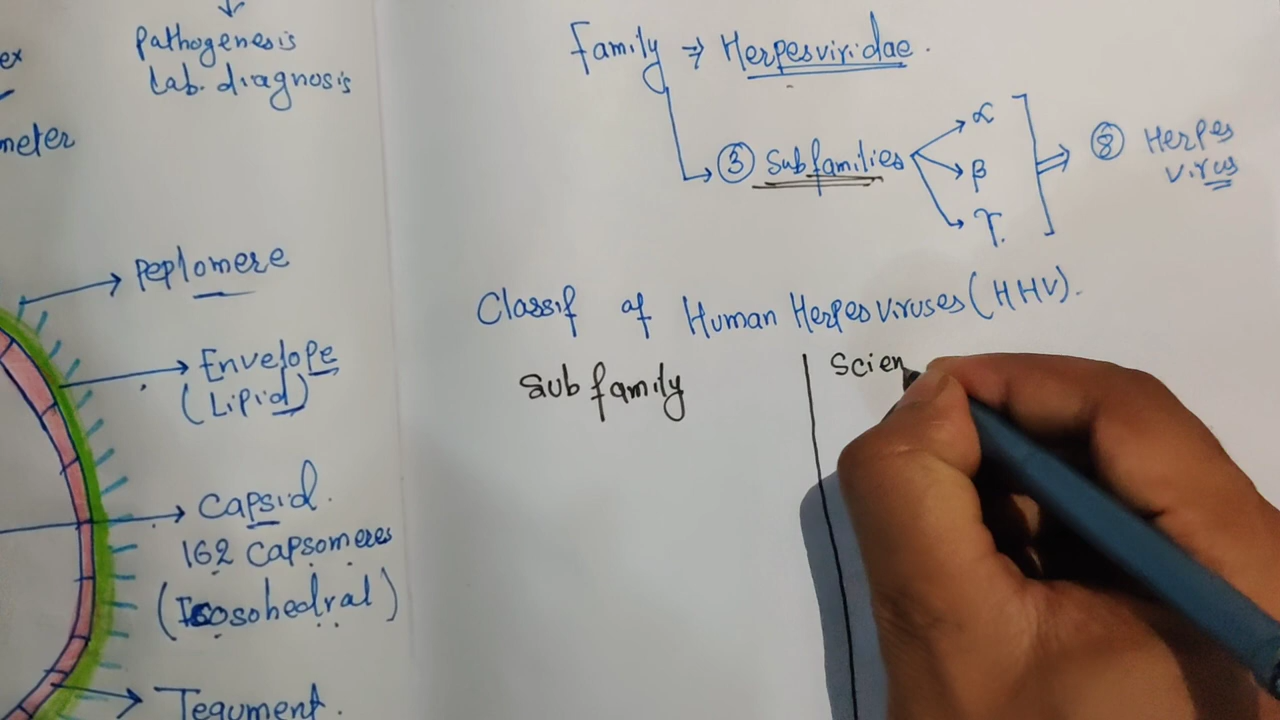 ex
meter
↓
Pathogenesis
Lab. diagnosis
Peplomere
Envelope
(Lipid)
Capsid.
162 Capsomeres
(Icosohedral)
Tegument.
Family ⇒ Herpesviridae.
③ Subfamilies
α
β
γ.
⑧ Herpes
virus
Classif of Human Herpesviruses (HHV).
Subfamily
Scien